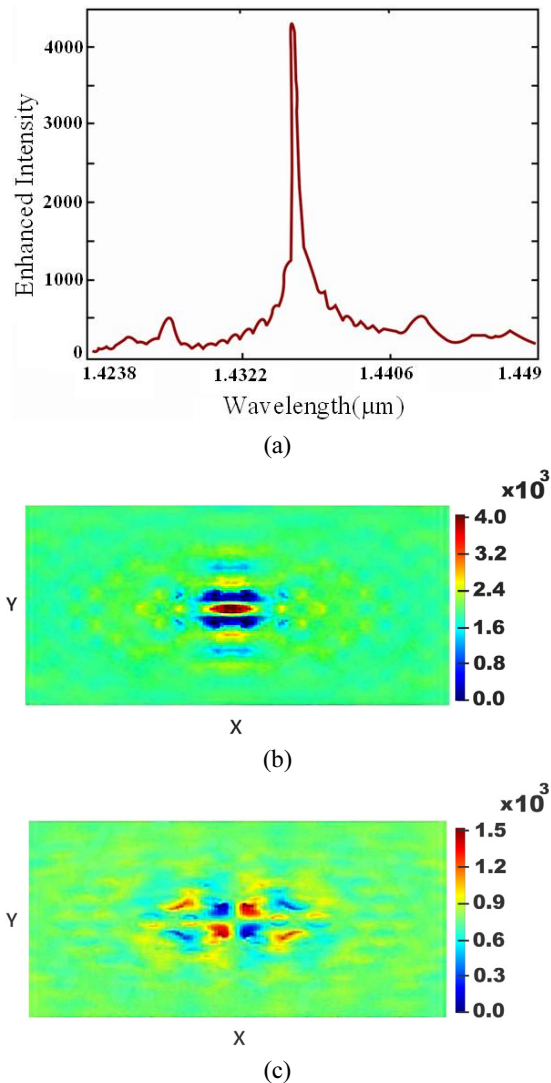 4000
3000
2000
1000
0
Enhanced Intensity
1.4238 1.4322 1.4406 1.449
Wavelength(μm)
(a)
x10³
4.0
3.2
2.4
1.6
0.8
0.0
Y
X
(b)
x10³
1.5
1.2
0.9
0.6
0.3
0.0
Y
X
(c)